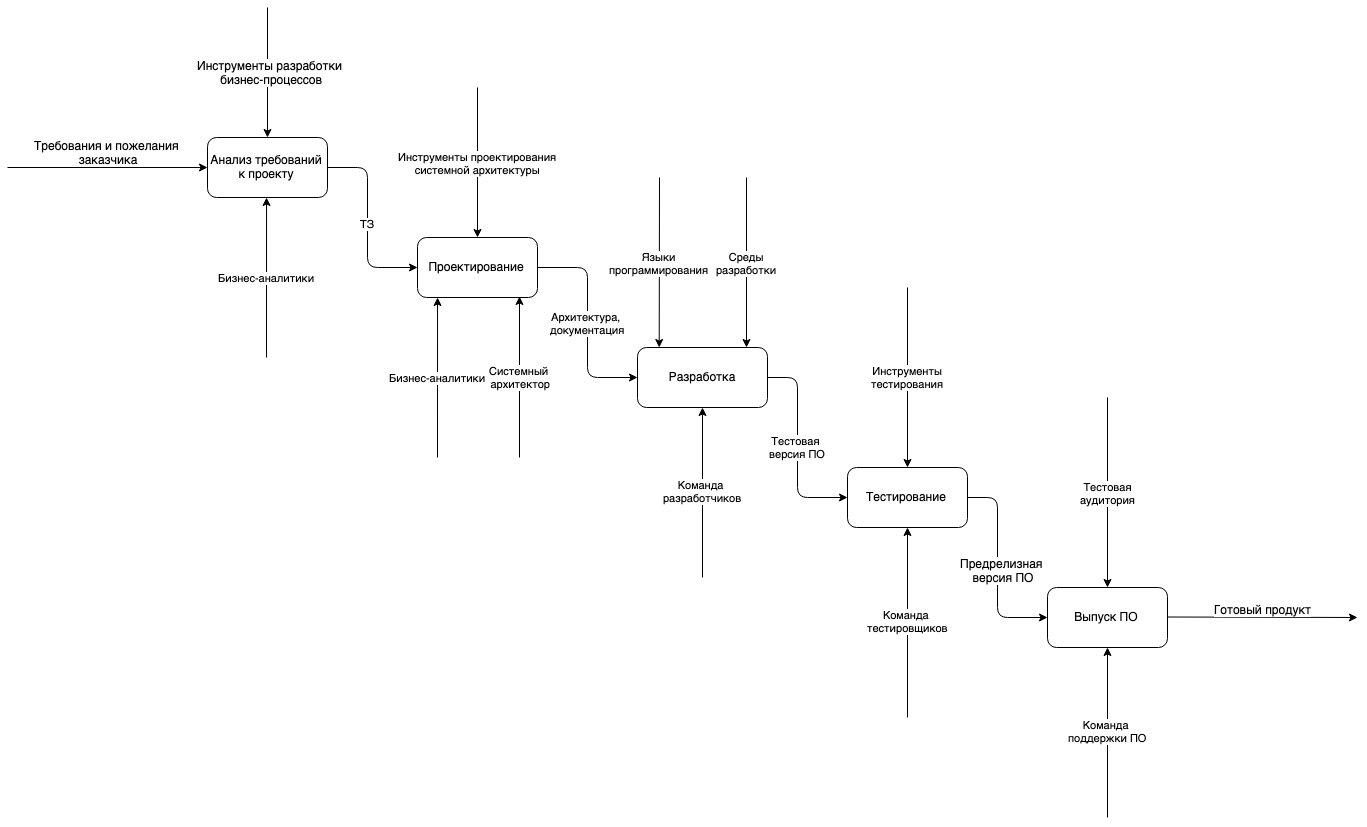 Инструменты разработки
бизнес-процессов
Требования и пожелания
заказчика
Анализ требований
к проекту
Бизнес-аналитики
ТЗ
Инструменты проектирования
системной архитектуры
Проектирование
Бизнес-аналитики
Системный
архитектор
Архитектура,
документация
Языки
программирования
Среды
разработки
Разработка
Команда
разработчиков
Тестовая
версия ПО
Инструменты
тестирования
Тестирование
Команда
тестировщиков
Предрелизная
версия ПО
Тестовая
аудитория
Выпуск ПО
Готовый продукт
Команда
поддержки ПО